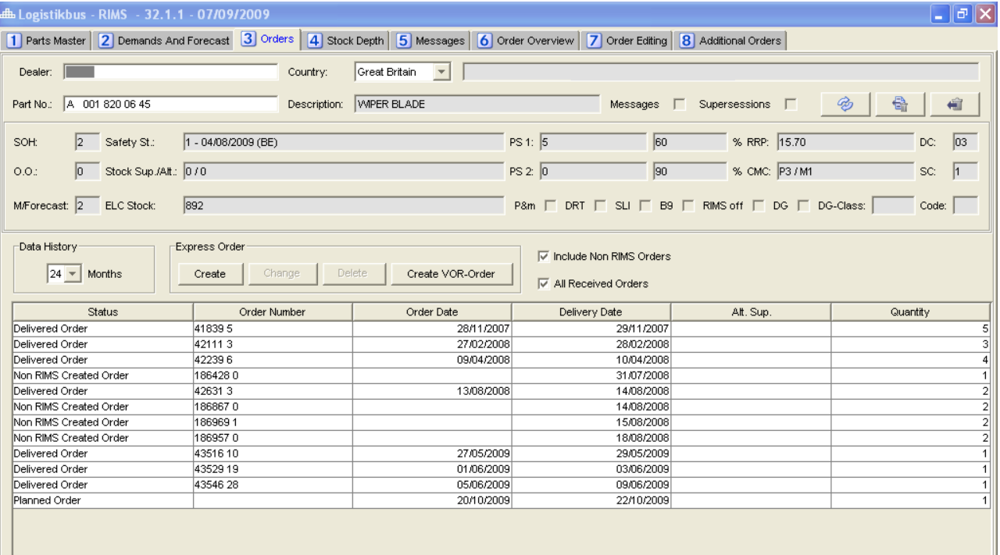 Logistikbus - RIMS - 32.1.1 - 07/09/2009
1 Parts Master 2 Demands And Forecast 3 Orders 4 Stock Depth 5 Messages 6 Order Overview 7 Order Editing 8 Additional Orders
Dealer: Country: Great Britain
Part No.: A 001 820 06 45 Description: WIPER BLADE Messages Supersessions
SOH: 2 Safety St.: 1 - 04/08/2009 (BE) PS 1: 5 60 % RRP: 15.70 DC: 03
O.O.: 0 Stock Sup./Alt.: 0 / 0 PS 2: 0 90 % CMC: P3 / M1 SC: 1
M/Forecast: 2 ELC Stock: 892 P&m DRT SLI B9 RIMS off DG DG-Class: Code:
Data History Express Order Include Non RIMS Orders
24 Months Create Change Delete Create VOR-Order All Received Orders
Status Order Number Order Date Delivery Date Alt. Sup. Quantity
Delivered Order 41839 5 28/11/2007 29/11/2007 5
Delivered Order 42111 3 27/02/2008 28/02/2008 3
Delivered Order 42239 6 09/04/2008 10/04/2008 4
Non RIMS Created Order 186428 0 31/07/2008 1
Delivered Order 42631 3 13/08/2008 14/08/2008 2
Non RIMS Created Order 186867 0 14/08/2008 2
Non RIMS Created Order 186969 1 15/08/2008 2
Non RIMS Created Order 186957 0 18/08/2008 2
Delivered Order 43516 10 27/05/2009 29/05/2009 1
Delivered Order 43529 19 01/06/2009 03/06/2009 1
Delivered Order 43546 28 05/06/2009 09/06/2009 1
Planned Order 20/10/2009 22/10/2009 1